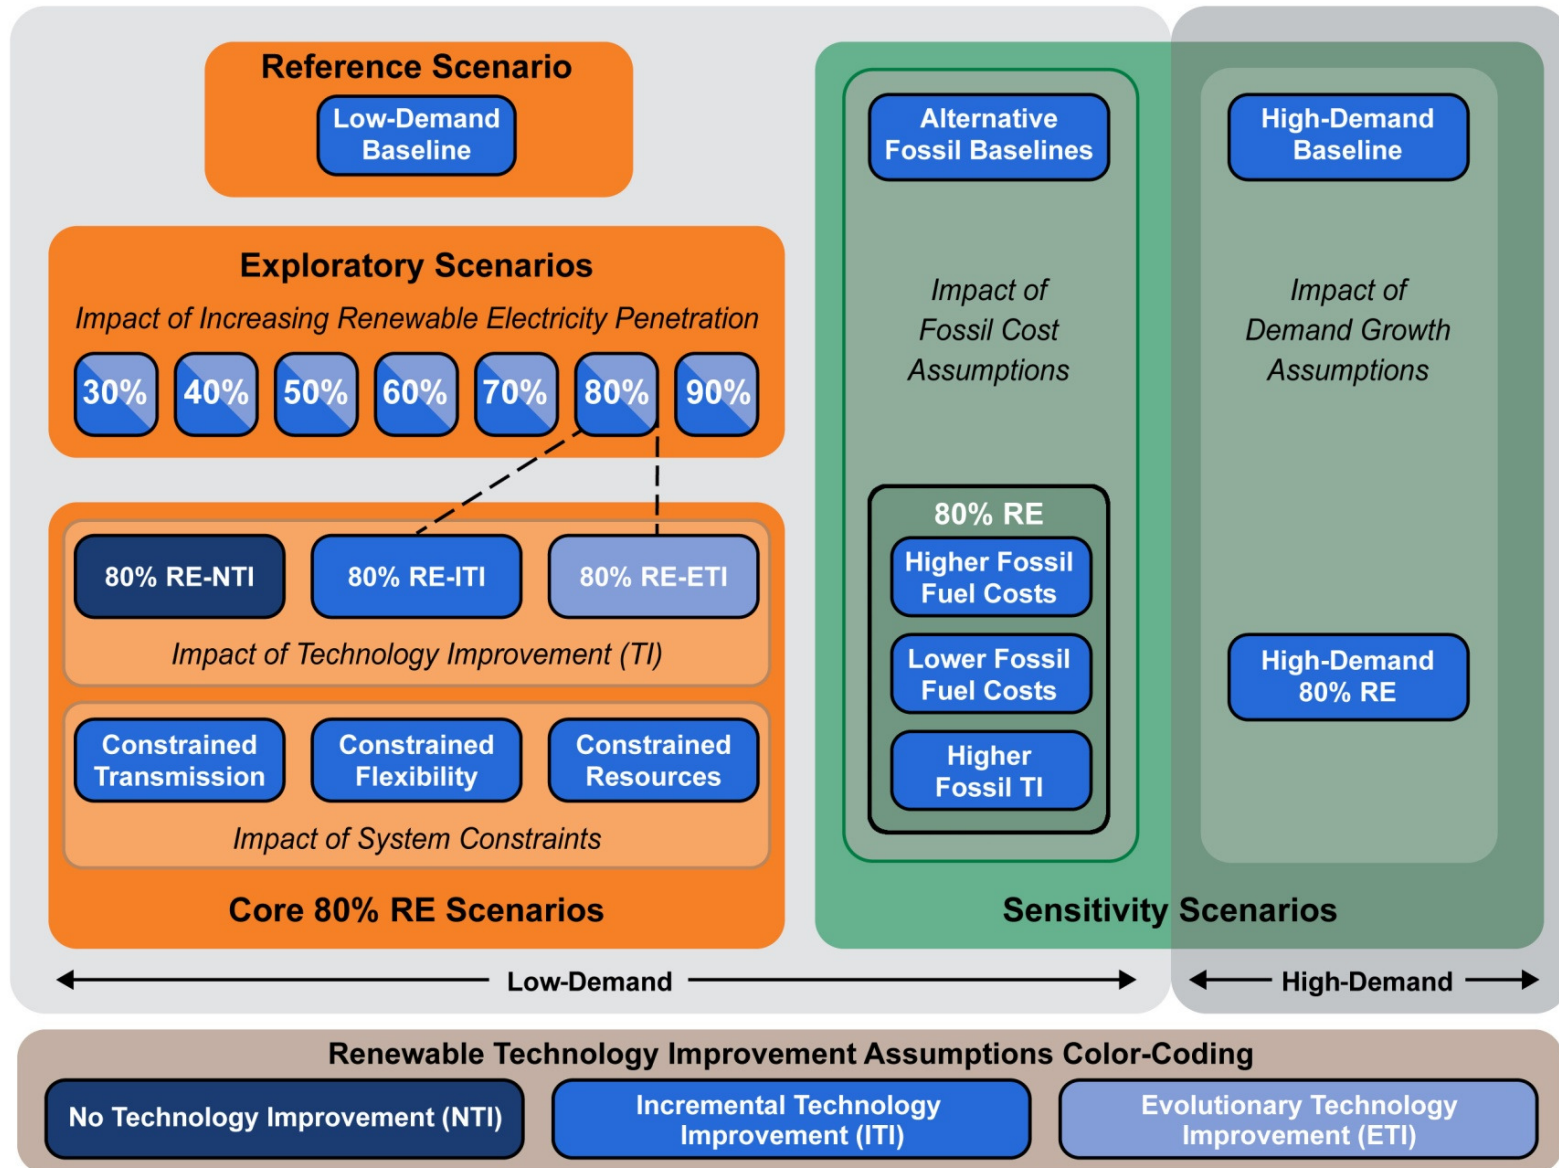 Reference Scenario
Low-Demand
Baseline
Exploratory Scenarios
Impact of Increasing Renewable Electricity Penetration
30% 40% 50% 60% 70% 80% 90%
80% RE-NTI 80% RE-ITI 80% RE-ETI
Impact of Technology Improvement (TI)
Constrained
Transmission
Constrained
Flexibility
Constrained
Resources
Impact of System Constraints
Core 80% RE Scenarios
Alternative
Fossil Baselines
Impact of
Fossil Cost
Assumptions
80% RE
Higher Fossil
Fuel Costs
Lower Fossil
Fuel Costs
Higher
Fossil TI
High-Demand
Baseline
Impact of
Demand Growth
Assumptions
High-Demand
80% RE
Sensitivity Scenarios
Low-Demand
High-Demand
Renewable Technology Improvement Assumptions Color-Coding
No Technology Improvement (NTI)
Incremental Technology
Improvement (ITI)
Evolutionary Technology
Improvement (ETI)